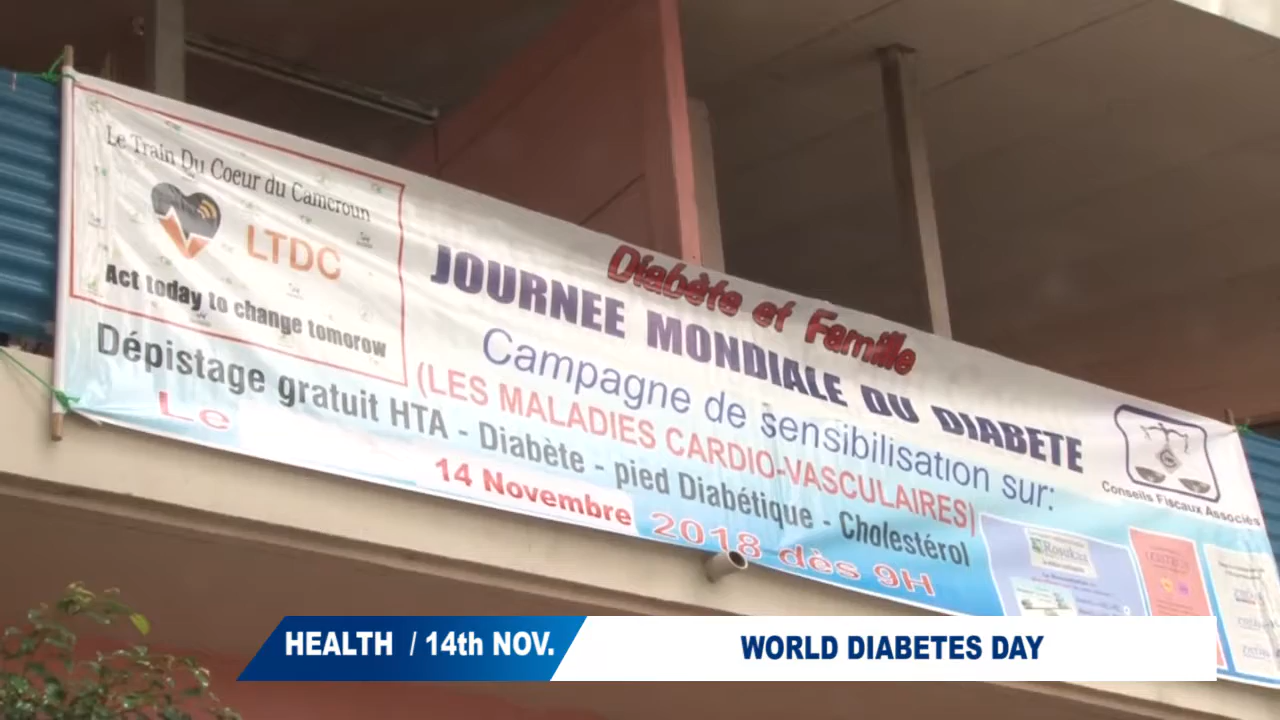 Le Train Du Coeur du Cameroun
LTDC
Act today to change tomorow
Diabète et Famille
JOURNEE MONDIALE DU DIABETE
Campagne de sensibilisation sur:
(LES MALADIES CARDIO-VASCULAIRES)
Dépistage gratuit HTA - Diabète - pied Diabétique - Cholestérol
Le 14 Novembre 2018 dès 9H
Conseils Fiscaux Associés
HEALTH / 14th NOV.
WORLD DIABETES DAY